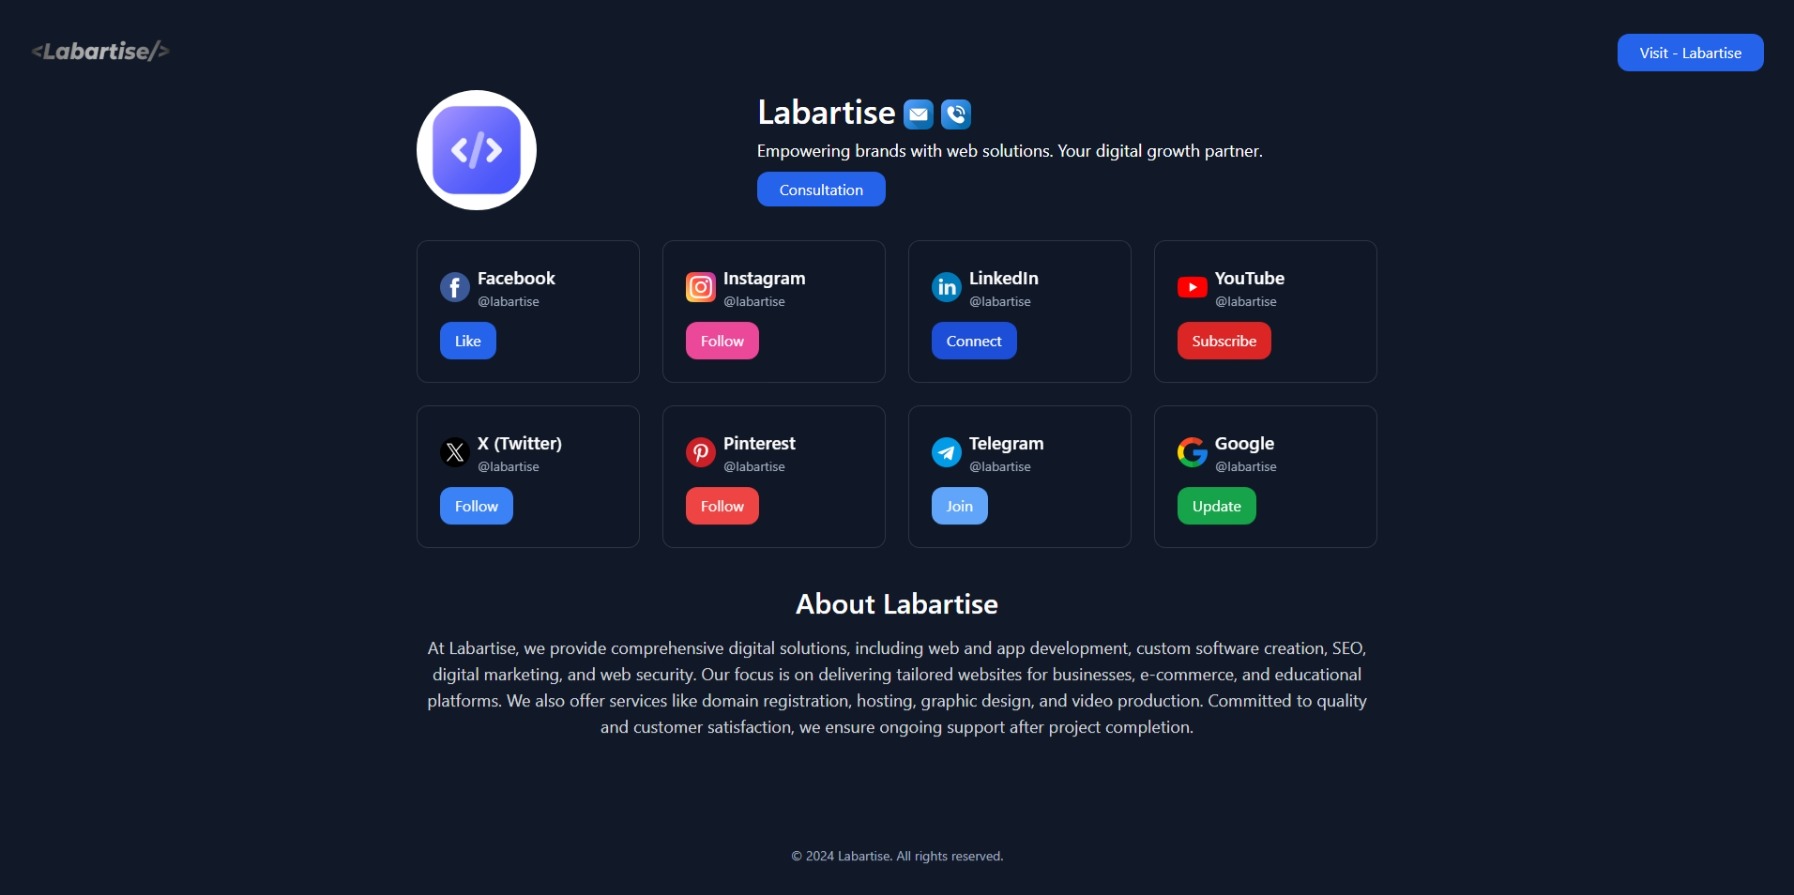 <Labartise/>
Visit - Labartise
Labartise
Empowering brands with web solutions. Your digital growth partner.
Consultation
Facebook
@labartise
Like
Instagram
@labartise
Follow
LinkedIn
@labartise
Connect
YouTube
@labartise
Subscribe
X (Twitter)
@labartise
Follow
Pinterest
@labartise
Follow
Telegram
@labartise
Join
Google
@labartise
Update
About Labartise
At Labartise, we provide comprehensive digital solutions, including web and app development, custom software creation, SEO,
digital marketing, and web security. Our focus is on delivering tailored websites for businesses, e-commerce, and educational
platforms. We also offer services like domain registration, hosting, graphic design, and video production. Committed to quality
and customer satisfaction, we ensure ongoing support after project completion.
© 2024 Labartise. All rights reserved.